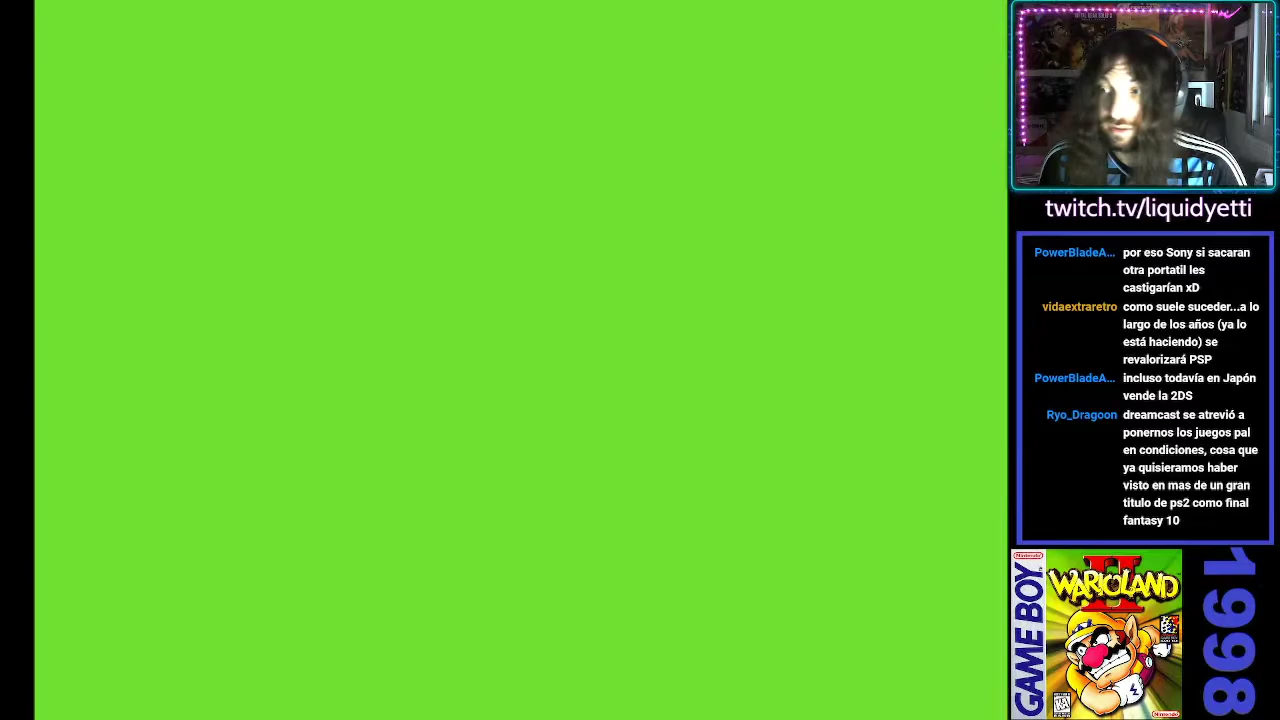 twitch.tv/liquidyetti
PowerBladeA... por eso Sony si sacaran
otra portatil les
castigarían xD
vidaextraretro como suele suceder...a lo
largo de los años (ya lo
está haciendo) se
revalorizará PSP
PowerBladeA... incluso todavía en Japón
vende la 2DS
Ryo_Dragoon dreamcast se atrevió a
ponernos los juegos pal
en condiciones, cosa que
ya quisieramos haber
visto en mas de un gran
titulo de ps2 como final
fantasy 10
Nintendo
GAME BOY
WARIOLAND
II
Nintendo
1998